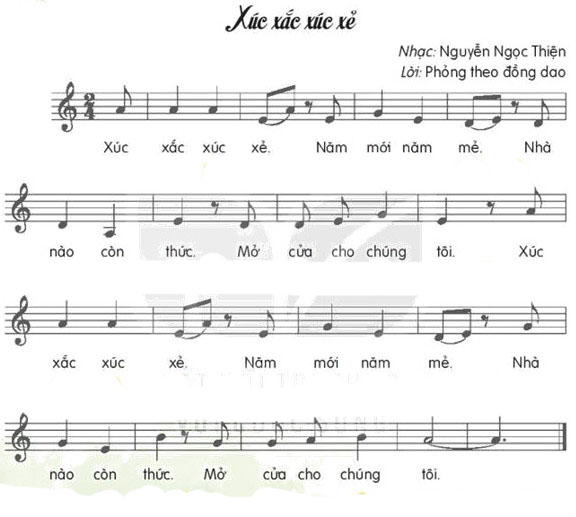 Xúc xắc xúc xẻ
Nhạc: Nguyễn Ngọc Thiện
Lời: Phỏng theo đồng dao
2
4
Xúc xắc xúc xẻ. Năm mới năm mẻ. Nhà
nào còn thức. Mở cửa cho chúng tôi. Xúc
xắc xúc xẻ. Năm mới năm mẻ. Nhà
nào còn thức. Mở cửa cho chúng tôi.